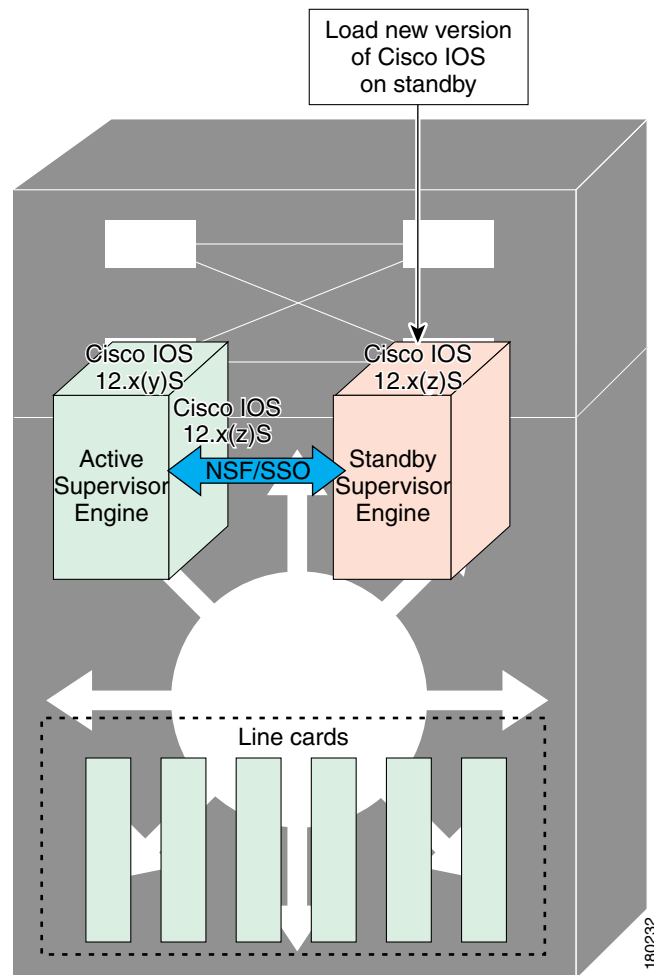 Load new version
of Cisco IOS
on standby
Cisco IOS
12.x(y)S
Cisco IOS
12.x(z)S
Cisco IOS
12.x(z)S
Active
Supervisor
Engine
NSF/SSO
Standby
Supervisor
Engine
Line cards
180232